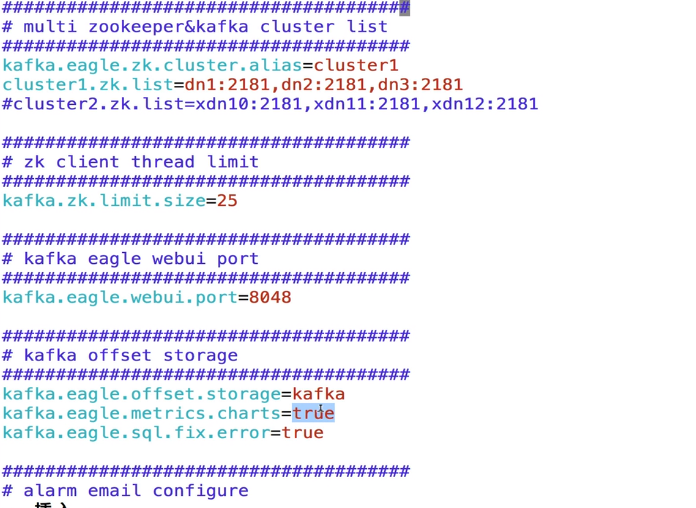 ######################################
# multi zookeeper&kafka cluster list
######################################
kafka.eagle.zk.cluster.alias=cluster1
cluster1.zk.list=dn1:2181,dn2:2181,dn3:2181
#cluster2.zk.list=xdn10:2181,xdn11:2181,xdn12:2181
######################################
# zk client thread limit
######################################
kafka.zk.limit.size=25
######################################
# kafka eagle webui port
######################################
kafka.eagle.webui.port=8048
######################################
# kafka offset storage
######################################
kafka.eagle.offset.storage=kafka
kafka.eagle.metrics.charts=true
kafka.eagle.sql.fix.error=true
######################################
# alarm email configure